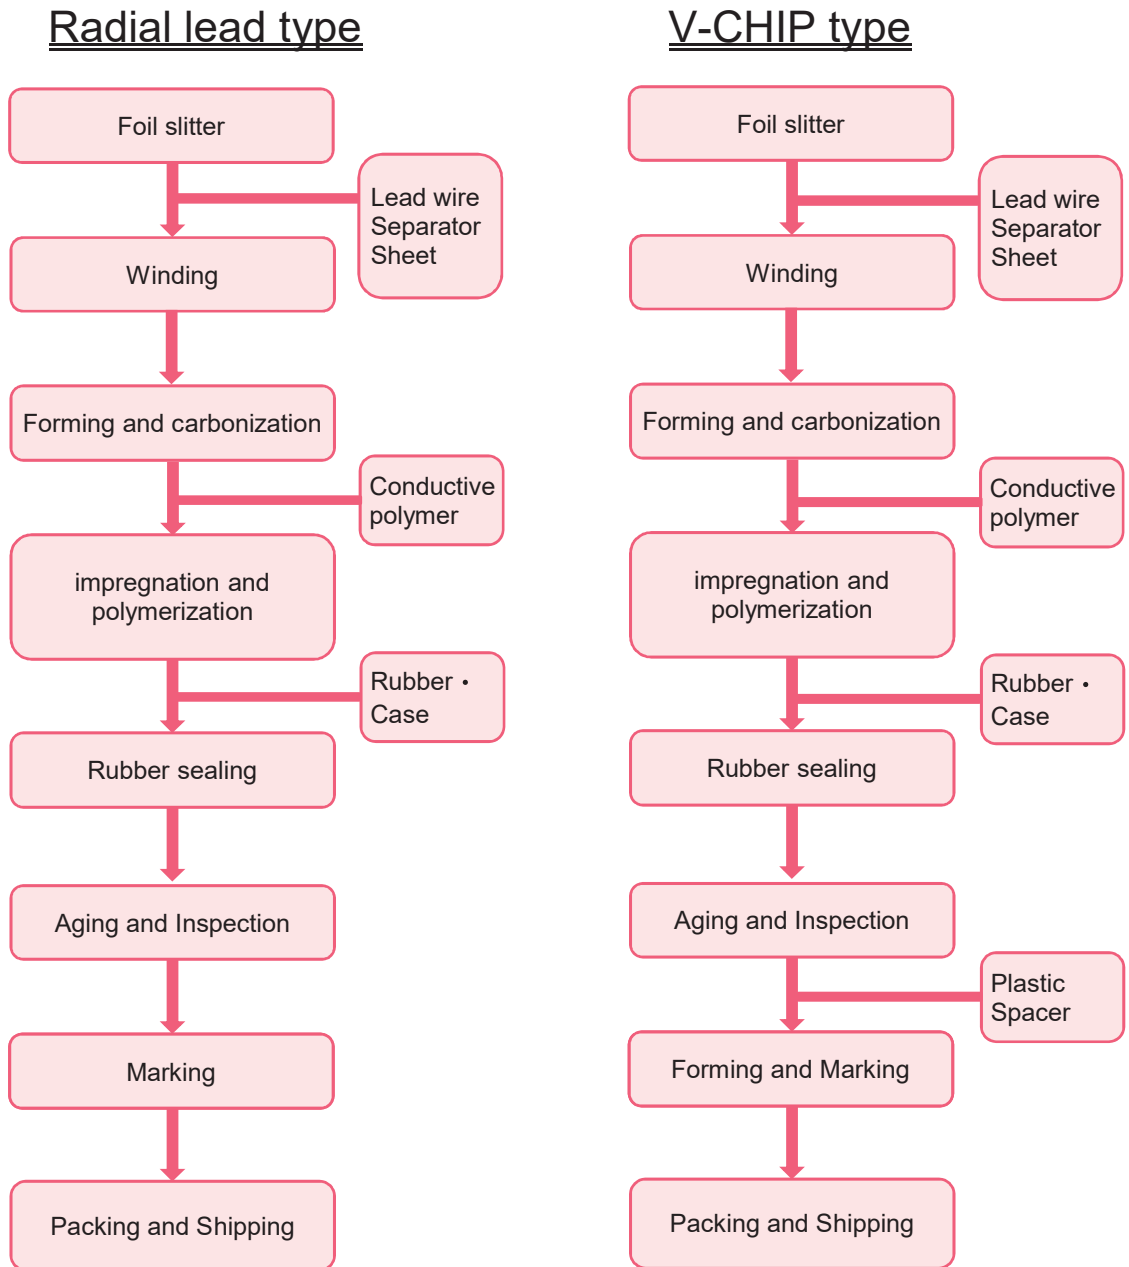 Radial lead type
Foil slitter
Lead wire
Separator
Sheet
Winding
Forming and carbonization
Conductive
polymer
impregnation and
polymerization
Rubber・
Case
Rubber sealing
Aging and Inspection
Marking
Packing and Shipping
V-CHIP type
Foil slitter
Lead wire
Separator
Sheet
Winding
Forming and carbonization
Conductive
polymer
impregnation and
polymerization
Rubber・
Case
Rubber sealing
Aging and Inspection
Plastic
Spacer
Forming and Marking
Packing and Shipping